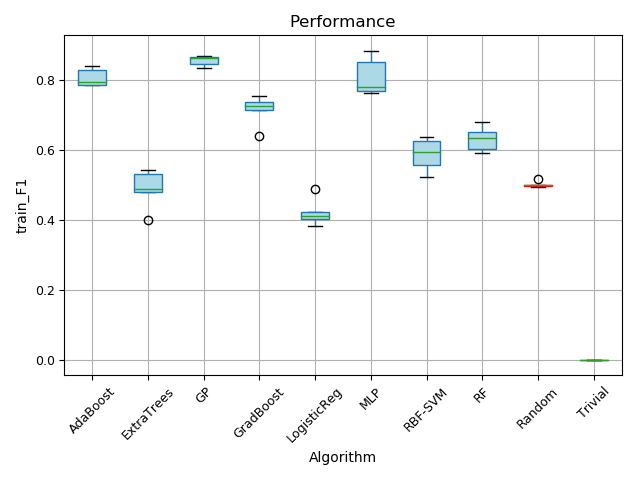 Performance
train_F1
0.8
0.6
0.4
0.2
0.0
AdaBoost
ExtraTrees
GP
GradBoost
LogisticReg
MLP
RBF-SVM
RF
Random
Trivial
Algorithm